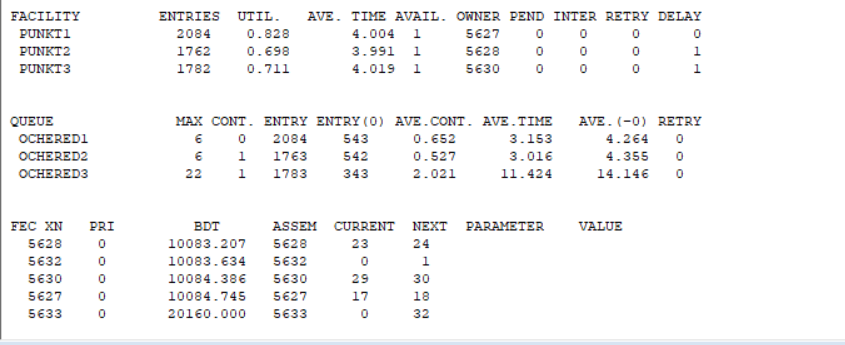 FACILITY ENTRIES UTIL. AVE. TIME AVAIL. OWNER PEND INTER RETRY DELAY
PUNKT1 2084 0.828 4.004 1 5627 0 0 0 0
PUNKT2 1762 0.698 3.991 1 5628 0 0 0 1
PUNKT3 1782 0.711 4.019 1 5630 0 0 0 1
QUEUE MAX CONT. ENTRY ENTRY(0) AVE.CONT. AVE.TIME AVE.(-0) RETRY
OCHERED1 6 0 2084 543 0.652 3.153 4.264 0
OCHERED2 6 1 1763 542 0.527 3.016 4.355 0
OCHERED3 22 1 1783 343 2.021 11.424 14.146 0
FEC XN PRI BDT ASSEM CURRENT NEXT PARAMETER VALUE
5628 0 10083.207 5628 23 24
5632 0 10083.634 5632 0 1
5630 0 10084.386 5630 29 30
5627 0 10084.745 5627 17 18
5633 0 20160.000 5633 0 32